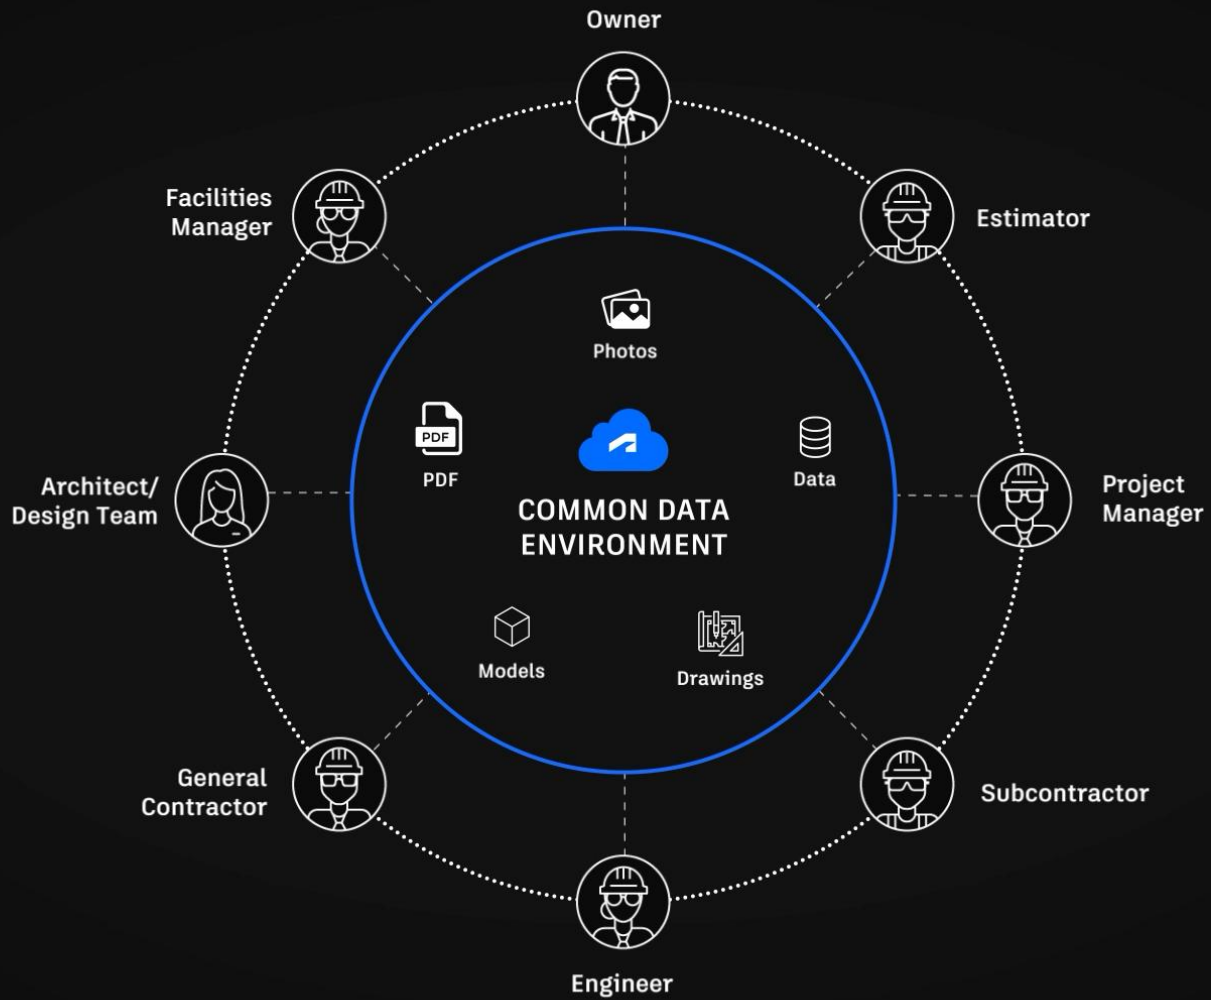 Owner
Facilities
Manager
Estimator
Photos
PDF
PDF
Data
Architect/
Design Team
COMMON DATA
ENVIRONMENT
Project
Manager
Models
Drawings
General
Contractor
Subcontractor
Engineer